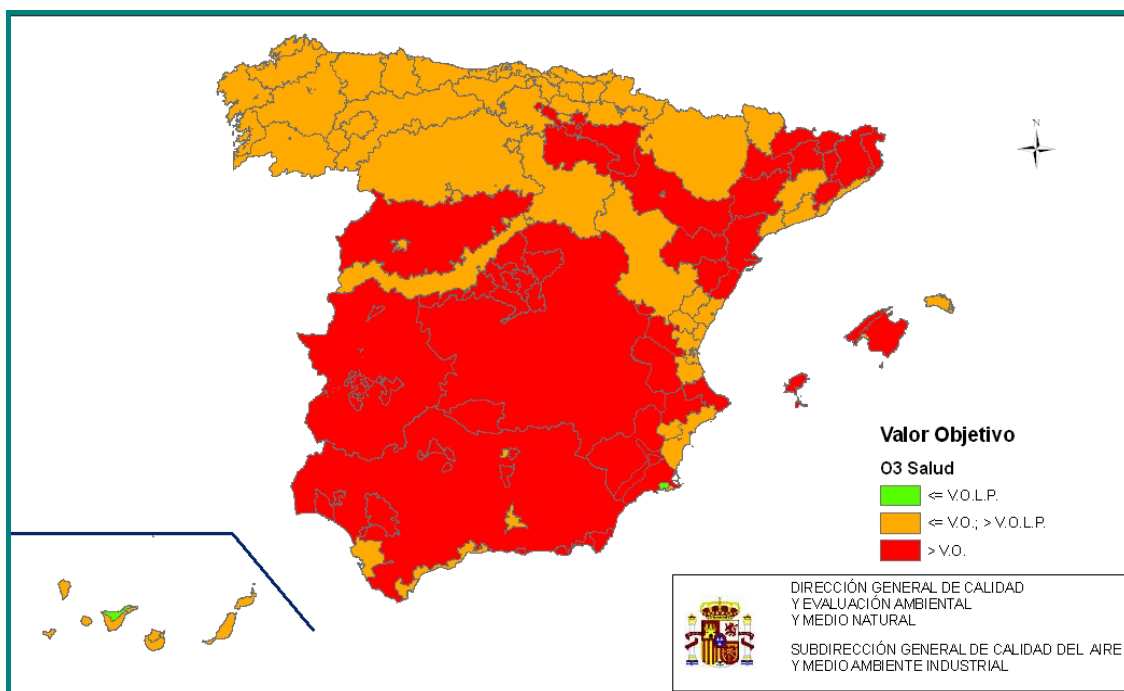 N
Valor Objetivo
O3 Salud
<= V.O.L.P.
<= V.O.; > V.O.L.P.
> V.O.
DIRECCIÓN GENERAL DE CALIDAD
Y EVALUACIÓN AMBIENTAL
Y MEDIO NATURAL
SUBDIRECCIÓN GENERAL DE CALIDAD DEL AIRE
Y MEDIO AMBIENTE INDUSTRIAL